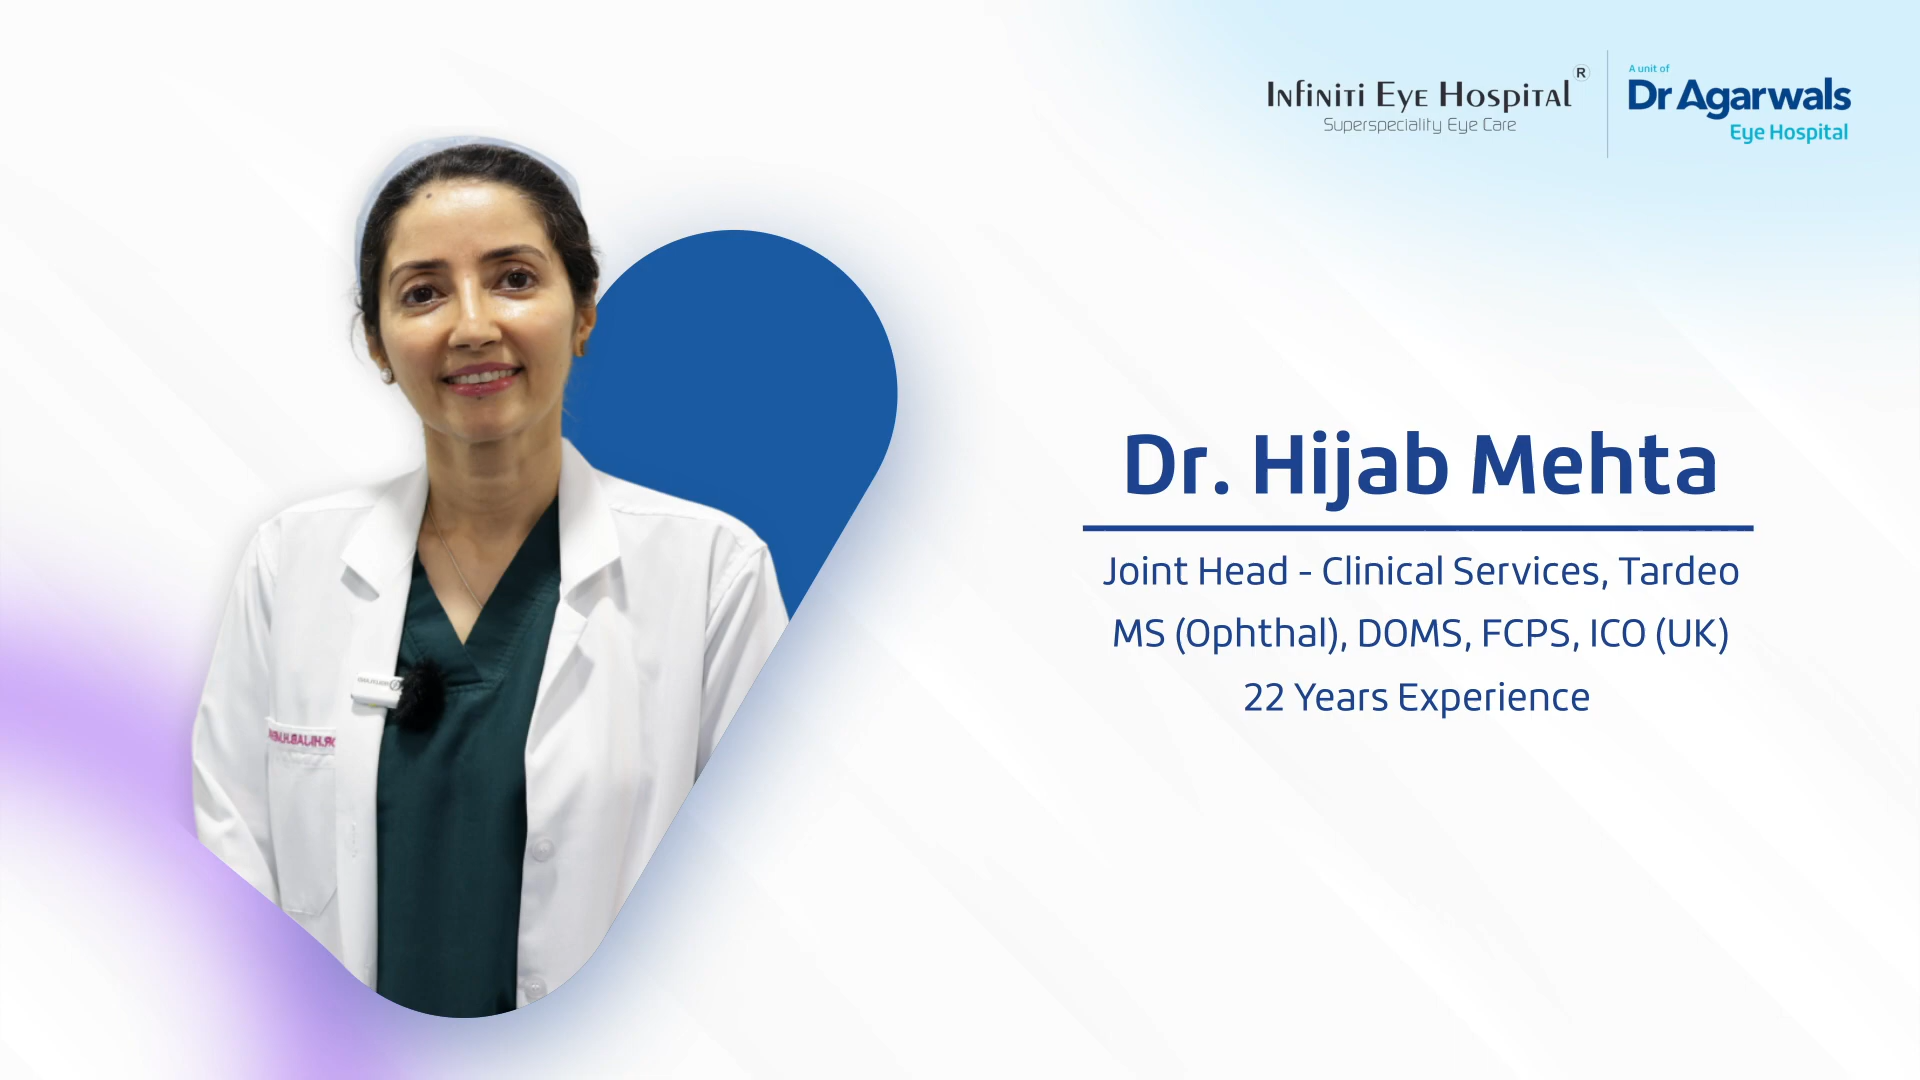 Infiniti Eye Hospital®
Superspeciality Eye Care
A unit of
Dr Agarwals
Eye Hospital
Dr. Hijab Mehta
Joint Head - Clinical Services, Tardeo
MS (Ophthal), DOMS, FCPS, ICO (UK)
22 Years Experience